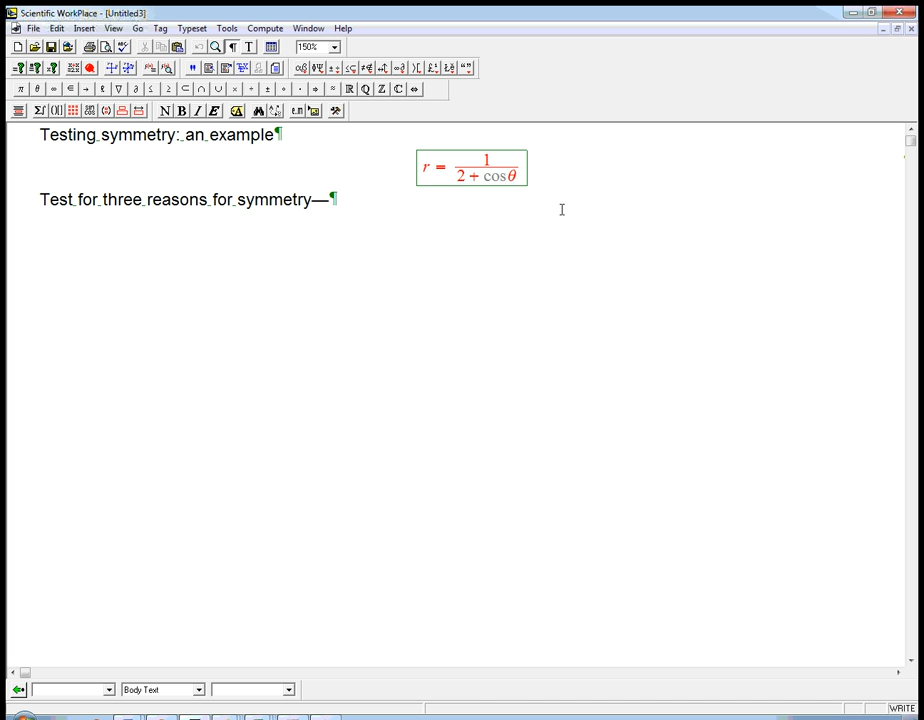 Scientific WorkPlace - [Untitled3]
File Edit Insert View Go Tag Typeset Tools Compute Window Help
150%
π θ ∞ ∈ → ℓ ∇ ∂ ≤ ≥ ⊂ ∩ ∪ × ÷ ± ∘ · ⇒ ≈ ℝ ℚ ℤ ℂ ⇔
N B I E
Testing symmetry: an example¶
r = 1 / 2 + cosθ
Test for three reasons for symmetry—¶
Body Text
WRITE